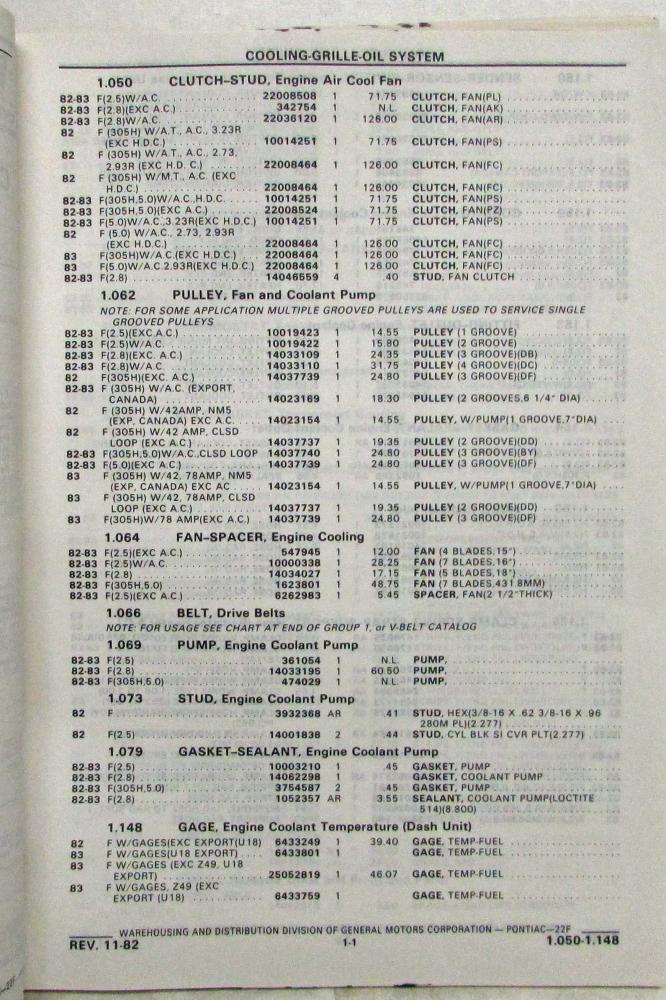 COOLING-GRILLE-OIL SYSTEM
1.050 CLUTCH–STUD, Engine Air Cool Fan
82-83 F(2.5)W/A.C. 22008508 1 71.75 CLUTCH, FAN(PL)
82-83 F(2.8)(EXC A.C.) 342754 1 N.L. CLUTCH, FAN(AK)
82-83 F(2.8)W/A.C. 22036120 1 126.00 CLUTCH, FAN(AR)
82 F (305H) W/A.T., A.C., 3.23R
(EXC H.D.C.) 10014251 1 71.75 CLUTCH, FAN(PS)
82 F (305H) W/A.T., A.C., 2.73,
2.93R (EXC H.D. C.) 22008464 1 126.00 CLUTCH, FAN(FC)
82 F (305H) W/M.T., A.C. (EXC
H.D.C.) 22008464 1 126.00 CLUTCH, FAN(FC)
82-83 F(305H,5.0)W/A.C.,H.D.C. 10014251 1 71.75 CLUTCH, FAN(PS)
82-83 F(305H,5.0)(EXC A.C.) 22008524 1 71.75 CLUTCH, FAN(PZ)
82-83 F(5.0)W/A.C.,3.23R(EXC H.D.C.) 10014251 1 71.75 CLUTCH, FAN(PS)
82 F (5.0) W/A.C., 2.73, 2.93R
(EXC H.D.C.) 22008464 1 126.00 CLUTCH, FAN(FC)
83 F(305H)W/A.C.(EXC H.D.C.) 22008464 1 126.00 CLUTCH, FAN(FC)
83 F(5.0)W/A.C.2.93R(EXC H.D.C.) 22008464 1 126.00 CLUTCH, FAN(FC)
82-83 F(2.8) 14046559 4 .40 STUD, FAN CLUTCH
1.062 PULLEY, Fan and Coolant Pump
NOTE: FOR SOME APPLICATION MULTIPLE GROOVED PULLEYS ARE USED TO SERVICE SINGLE
GROOVED PULLEYS
82-83 F(2.5)(EXC A.C.) 10019423 1 14.55 PULLEY (1 GROOVE)
82-83 F(2.5)W/A.C. 10019422 1 15.80 PULLEY (2 GROOVE)
82-83 F(2.8)(EXC. A.C.) 14033109 1 24.35 PULLEY (3 GROOVE)(DB)
82-83 F(2.8)W/A.C. 14033110 1 31.75 PULLEY (4 GROOVE)(DC)
82 F(305H)(EXC. A.C.) 14037739 1 24.80 PULLEY (3 GROOVE)(DF)
82-83 F (305H) W/A.C. (EXPORT,
CANADA) 14023169 1 18.30 PULLEY (2 GROOVES,6 1/4" DIA)
82 F (305H) W/42AMP, NM5
(EXP, CANADA) EXC A.C. 14023154 1 14.55 PULLEY, W/PUMP(1 GROOVE,7"DIA)
82 F (305H) W/42 AMP, CLSD
LOOP (EXC A.C.) 14037737 1 19.35 PULLEY (2 GROOVE)(DD)
82-83 F(305H,5.0)W/A.C.,CLSD LOOP 14037740 1 24.80 PULLEY (3 GROOVE)(BY)
82-83 F(5.0)(EXC A.C.) 14037739 1 24.80 PULLEY (3 GROOVE)(DF)
83 F (305H) W/42, 78AMP, NM5
(EXP, CANADA) EXC AC 14023154 1 14.55 PULLEY, W/PUMP(1 GROOVE,7"DIA)
83 F (305H) W/42, 78AMP, CLSD
LOOP (EXC A.C.) 14037737 1 19.35 PULLEY (2 GROOVE)(DD)
83 F(305H)W/78 AMP(EXC A.C.) 14037739 1 24.80 PULLEY (3 GROOVE)(DF)
1.064 FAN–SPACER, Engine Cooling
82-83 F(2.5)(EXC A.C.) 547945 1 12.00 FAN (4 BLADES,15")
82-83 F(2.5)W/A.C. 10000338 1 28.25 FAN (7 BLADES,16")
82-83 F(2.8) 14034027 1 17.15 FAN (5 BLADES,18")
82-83 F(305H,5.0) 1623801 1 48.75 FAN (7 BLADES,431.8MM)
82-83 F(2.5)(EXC A.C.) 6262983 1 5.45 SPACER, FAN(2 1/2"THICK)
1.066 BELT, Drive Belts
NOTE: FOR USAGE SEE CHART AT END OF GROUP 1, or V-BELT CATALOG
1.069 PUMP, Engine Coolant Pump
82-83 F(2.5) 361054 1 N.L. PUMP,
82-83 F(2.8) 14033195 1 60.50 PUMP,
82-83 F(305H,5.0) 474029 1 N.L. PUMP,
1.073 STUD, Engine Coolant Pump
82 F 3932368 AR .41 STUD, HEX(3/8-16 X .62 3/8-16 X .96
280M PL)(2.277)
82 F(2.5) 14001838 2 .44 STUD, CYL BLK SI CVR PLT(2.277)
1.079 GASKET–SEALANT, Engine Coolant Pump
82-83 F(2.5) 10003210 1 .45 GASKET, PUMP
82-83 F(2.8) 14062298 1 GASKET, COOLANT PUMP
82-83 F(305H,5.0) 3754587 2 .45 GASKET, PUMP
82-83 F(2.8) 1052357 AR 3.55 SEALANT, COOLANT PUMP(LOCTITE
514)(8.800)
1.148 GAGE, Engine Coolant Temperature (Dash Unit)
82 F W/GAGES(EXC EXPORT(U18) 6433249 1 39.40 GAGE, TEMP-FUEL
83 F W/GAGES(U18 EXPORT) 6433801 1 GAGE, TEMP-FUEL
83 F W/GAGES (EXC Z49, U18
EXPORT) 25052819 1 46.07 GAGE, TEMP-FUEL
83 F W/GAGES, Z49 (EXC
EXPORT (U18) 6433759 1 GAGE, TEMP-FUEL
WAREHOUSING AND DISTRIBUTION DIVISION OF GENERAL MOTORS CORPORATION — PONTIAC—22F
REV. 11-82 1-1 1.050-1.148